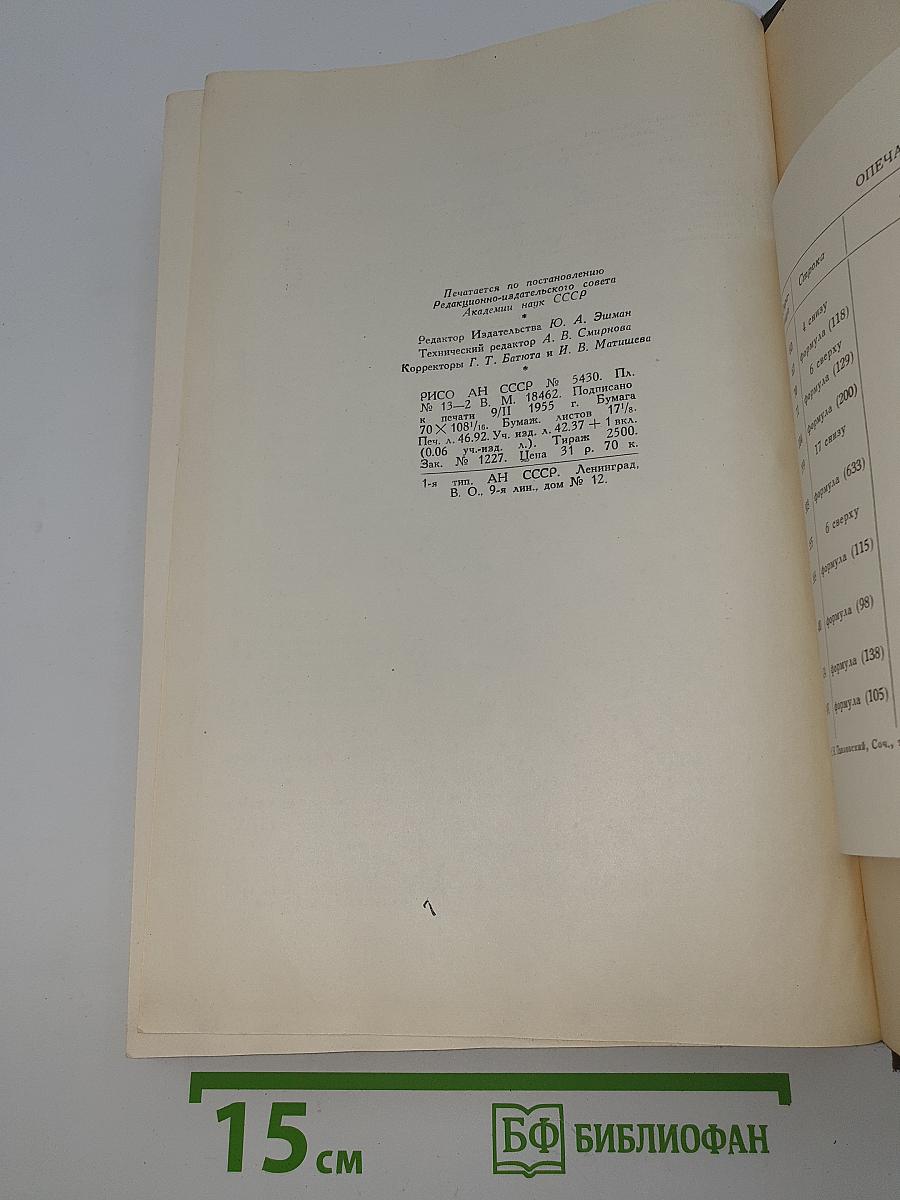 Печатается по постановлению
Редакционно-издательского совета
Академии наук СССР
*
Редактор Издательства Ю. А. Эшман
Технический редактор А. В. Смирнова
Корректоры Г. Т. Батюта и И. В. Матишева
*
РИСО АН СССР № 5430. Пл.
№ 13—2 В. М. 18462. Подписано
к печати 9/II 1955 г. Бумага
70 × 108¹/₁₆. Бумаж. листов 17¹/₈.
Печ. л. 46.92. Уч. изд. л. 42.37 + 1 вкл.
(0.06 уч.-изд. л.). Тираж 2500.
Зак. № 1227. Цена 31 р. 70 к.
1-я тип. АН СССР. Ленинград,
В. О., 9-я лин., дом № 12.
ОПЕЧА
Строка
4 снизу
формула (118)
6 сверху
формула (129)
формула (200)
17 снизу
формула (633)
6 сверху
формула (115)
формула (98)
формула (138)
формула (105)
Соч.,
15 см
БФ БИБЛИОФАН